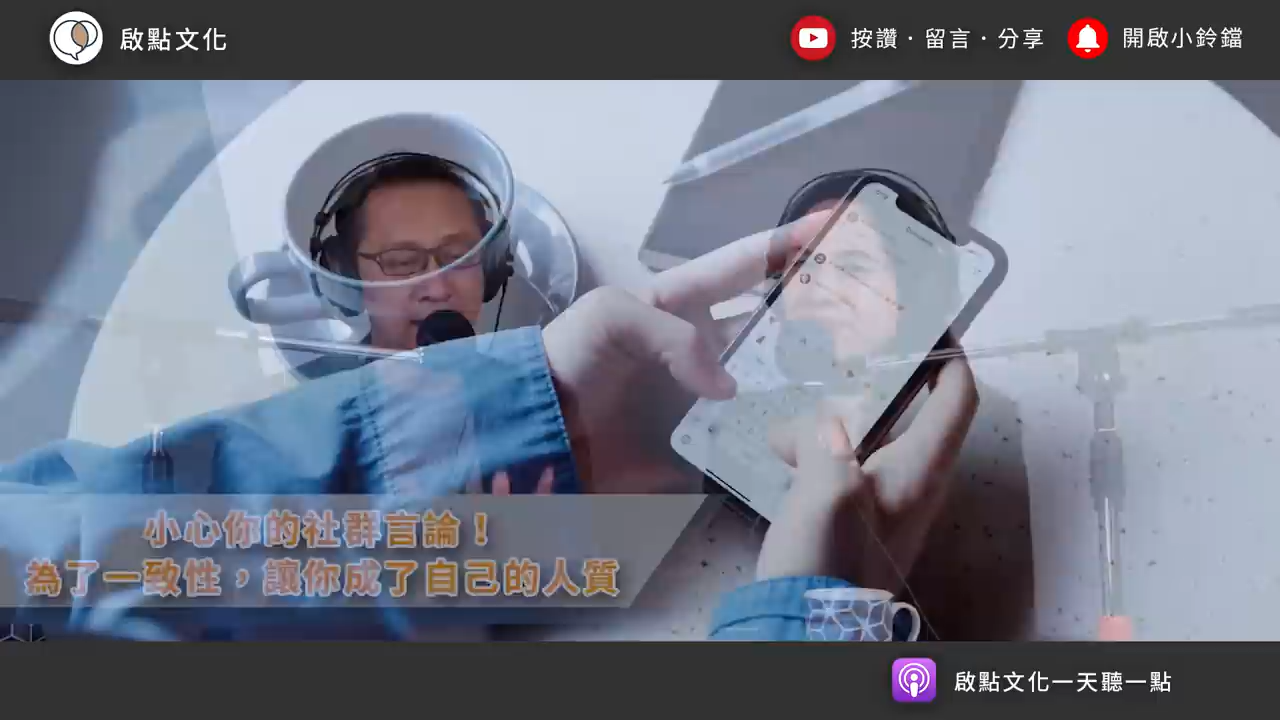 啟點文化
按讚・留言・分享
開啟小鈴鐺
小心你的社群言論！
為了一致性，讓你成了自己的人質
啟點文化一天聽一點